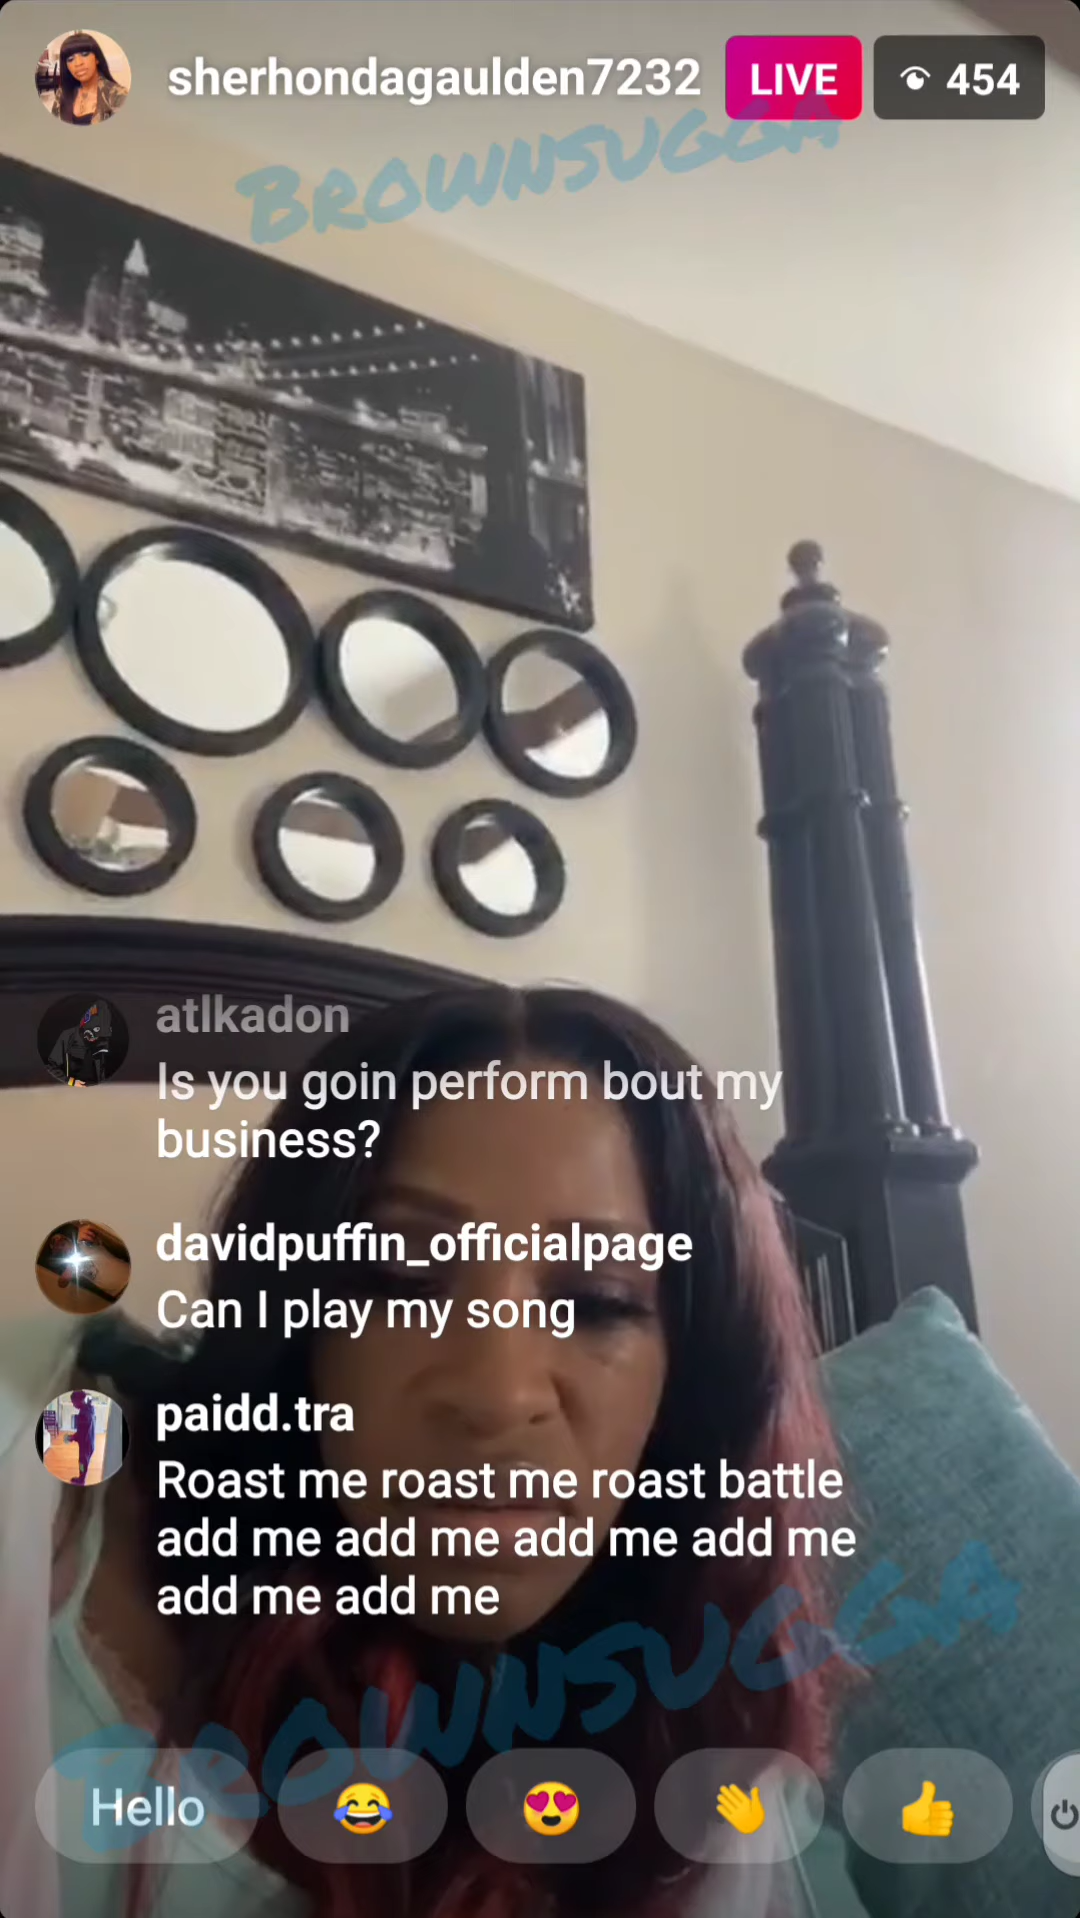 sherhondagaulden7232 LIVE 454
BROWNSUGGA
atlkadon
Is you goin perform bout my
business?
davidpuffin_officialpage
Can I play my song
paidd.tra
Roast me roast me roast battle
add me add me add me add me
add me add me
BROWNSUGGA
Hello